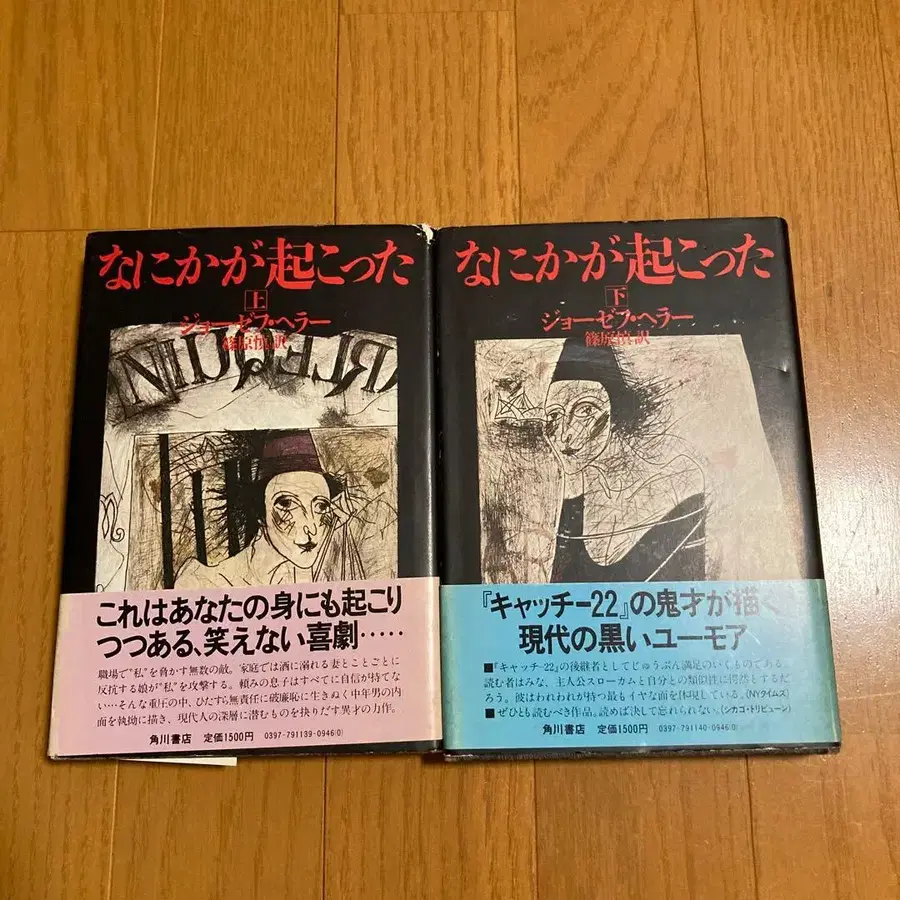 なにかが起こった
上
ジョーゼフ・ヘラー
篠原慎訳
ARLEQUIN
これはあなたの身にも起こり
つつある、笑えない喜劇‥‥‥
職場で"私"を脅かす無数の敵。家庭では酒に溺れる妻とことごとに
反抗する娘が"私"を攻撃する。頼みの息子はすべてに自信が持てな
い…そんな重圧の中、ひたすら無責任に破廉恥に生きぬく中年男の内
面を執拗に描き、現代人の深層に潜むものを抉りだす異才の力作。
角川書店 定価1500円 0397-791139-0946(0)
なにかが起こった
下
ジョーゼフ・ヘラー
篠原慎訳
『キャッチー22』の鬼才が描く
現代の黒いユーモア
■『キャッチ-22』の後継者としてじゅうぶん満足のいくものである。
読む者はみな、主人公スローカムと自分との類似性に愕然とするだ
ろう。彼はわれわれが持つ最もイヤな面を体現している。(NYタイムズ)
■ぜひとも読むべき作品。読めば決して忘れられない。(シカゴ・トリビューン)
角川書店 定価1500円 0397-791140-0946(0)